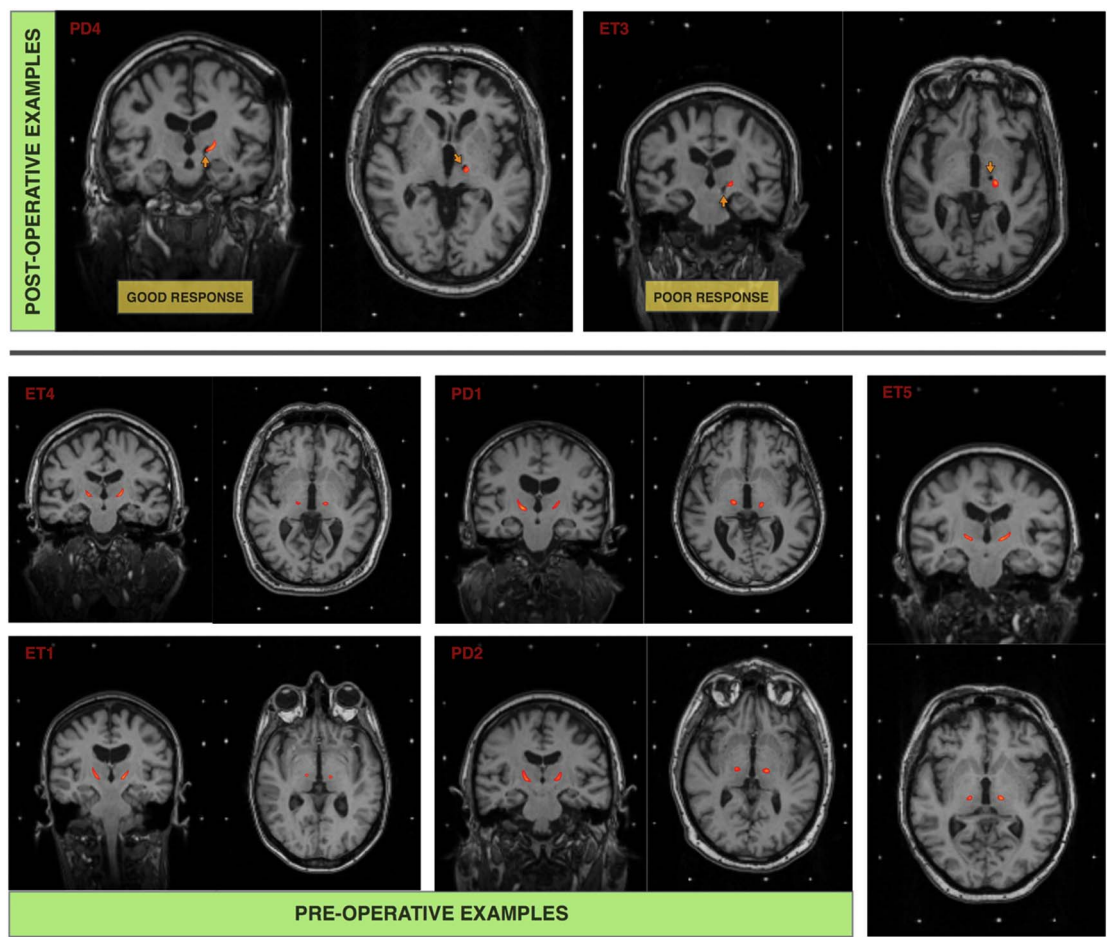 POST-OPERATIVE EXAMPLES
PD4
GOOD RESPONSE
ET3
POOR RESPONSE
ET4
PD1
ET5
ET1
PD2
PRE-OPERATIVE EXAMPLES